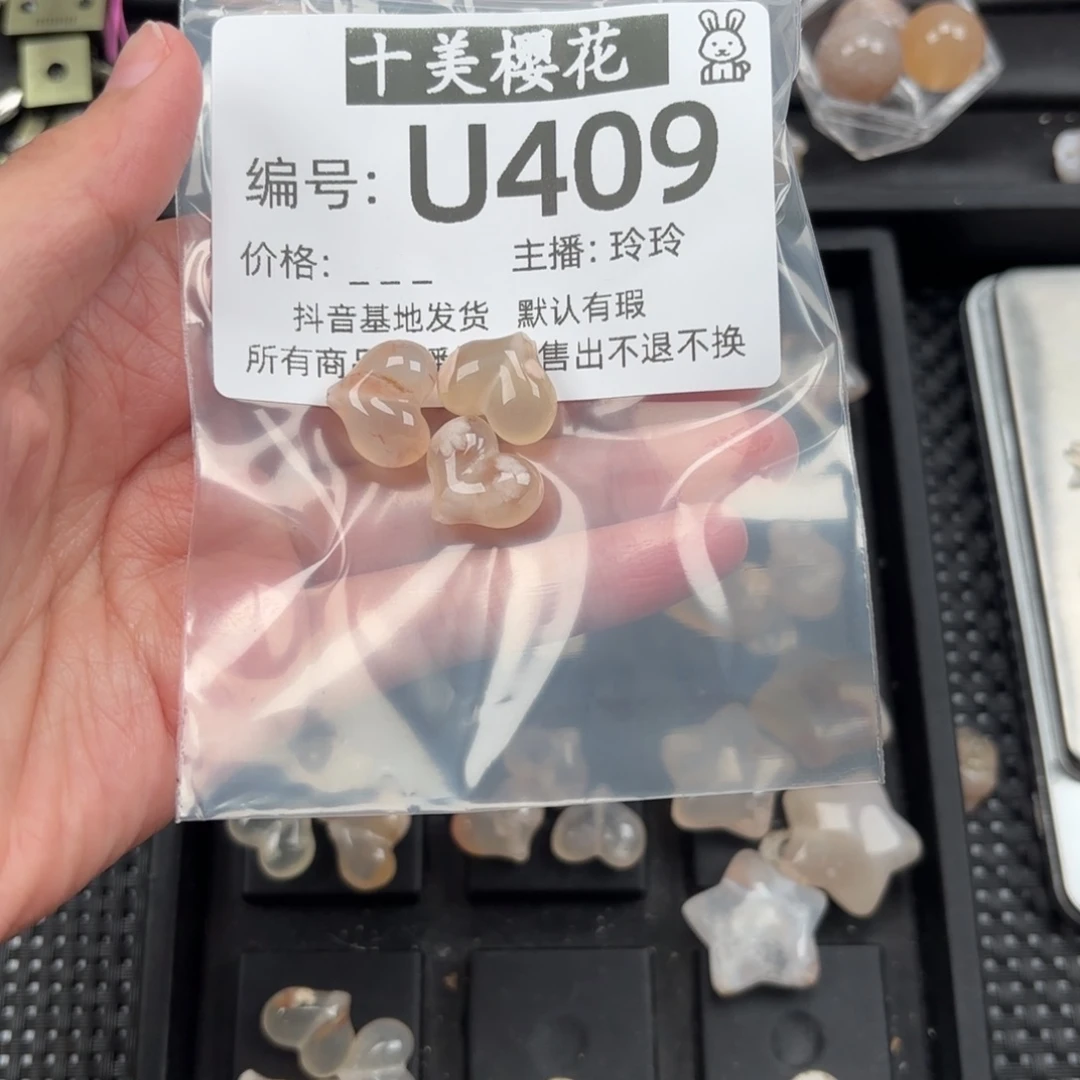 十美樱花
编号: U409
价格: _ _ _ 主播: 玲玲
抖音基地发货 默认有瑕
所有商 售出不退不换